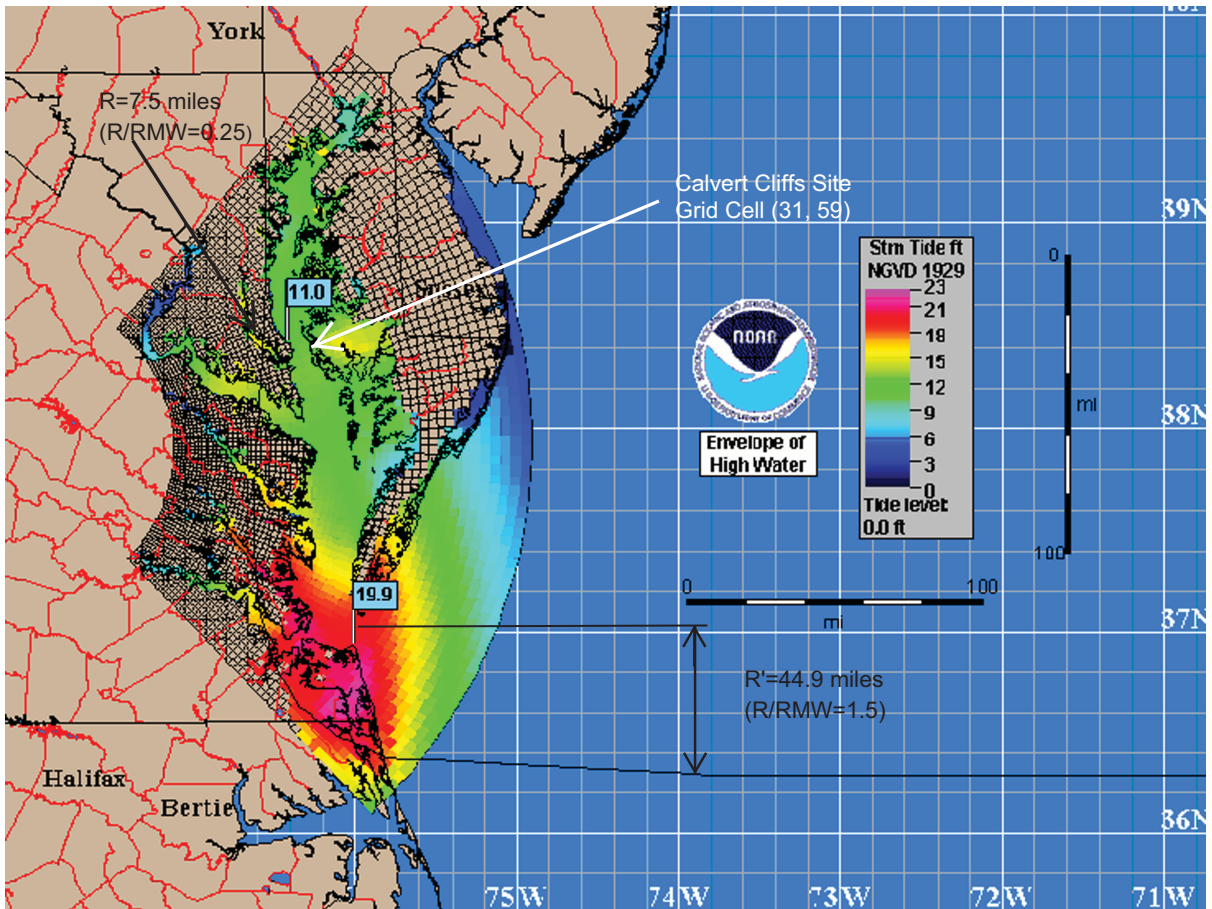 York
R=7.5 miles
(R/RMW=0.25)
Calvert Cliffs Site
Grid Cell (31, 59)
39N
Stm Tide ft
NGVD 1929
23
21
18
15
12
9
6
3
0
Tide level:
0.0 ft
0
ml
100
11.0
NOAA
38N
Envelope of
High Water
19.9
0
100
mi
37N
R'=44.9 miles
(R/RMW=1.5)
Halifax
Bertie
36N
75W
74W
73W
72W
71W